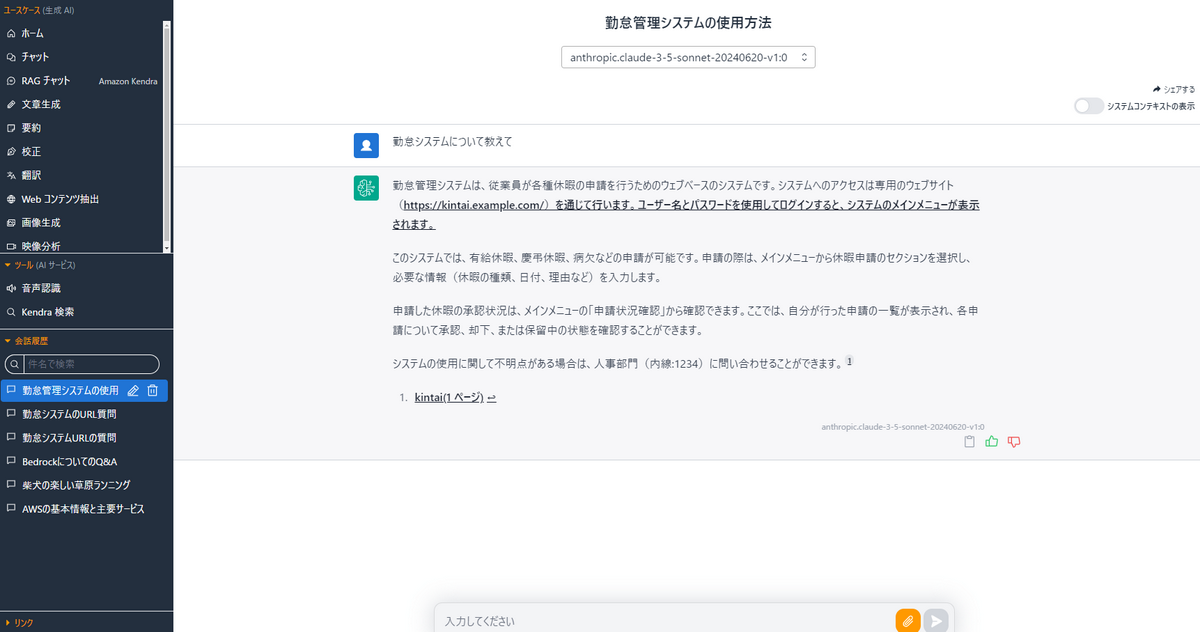 ユースケース (生成 AI)
ホーム
チャット
RAG チャット Amazon Kendra
文章生成
要約
校正
翻訳
Web コンテンツ抽出
画像生成
映像分析
ツール (AI サービス)
音声認識
Kendra 検索
会話履歴
件名で検索
勤怠管理システムの使用
勤怠システムのURL質問
勤怠システムURLの質問
BedrockについてのQ&A
柴犬の楽しい草原ランニング
AWSの基本情報と主要サービス
リンク
勤怠管理システムの使用方法
anthropic.claude-3-5-sonnet-20240620-v1:0
シェアする
システムコンテキストの表示
勤怠システムについて教えて
勤怠管理システムは、従業員が各種休暇の申請を行うためのウェブベースのシステムです。システムへのアクセスは専用のウェブサイト
（https://kintai.example.com/）を通じて行います。ユーザー名とパスワードを使用してログインすると、システムのメインメニューが表示
されます。
このシステムでは、有給休暇、慶弔休暇、病欠などの申請が可能です。申請の際は、メインメニューから休暇申請のセクションを選択し、
必要な情報（休暇の種類、日付、理由など）を入力します。
申請した休暇の承認状況は、メインメニューの「申請状況確認」から確認できます。ここでは、自分が行った申請の一覧が表示され、各申
請について承認、却下、または保留中の状態を確認することができます。
システムの使用に関して不明点がある場合は、人事部門（内線:1234）に問い合わせることができます。1
1. kintai(1 ページ) ↩
anthropic.claude-3-5-sonnet-20240620-v1:0
入力してください